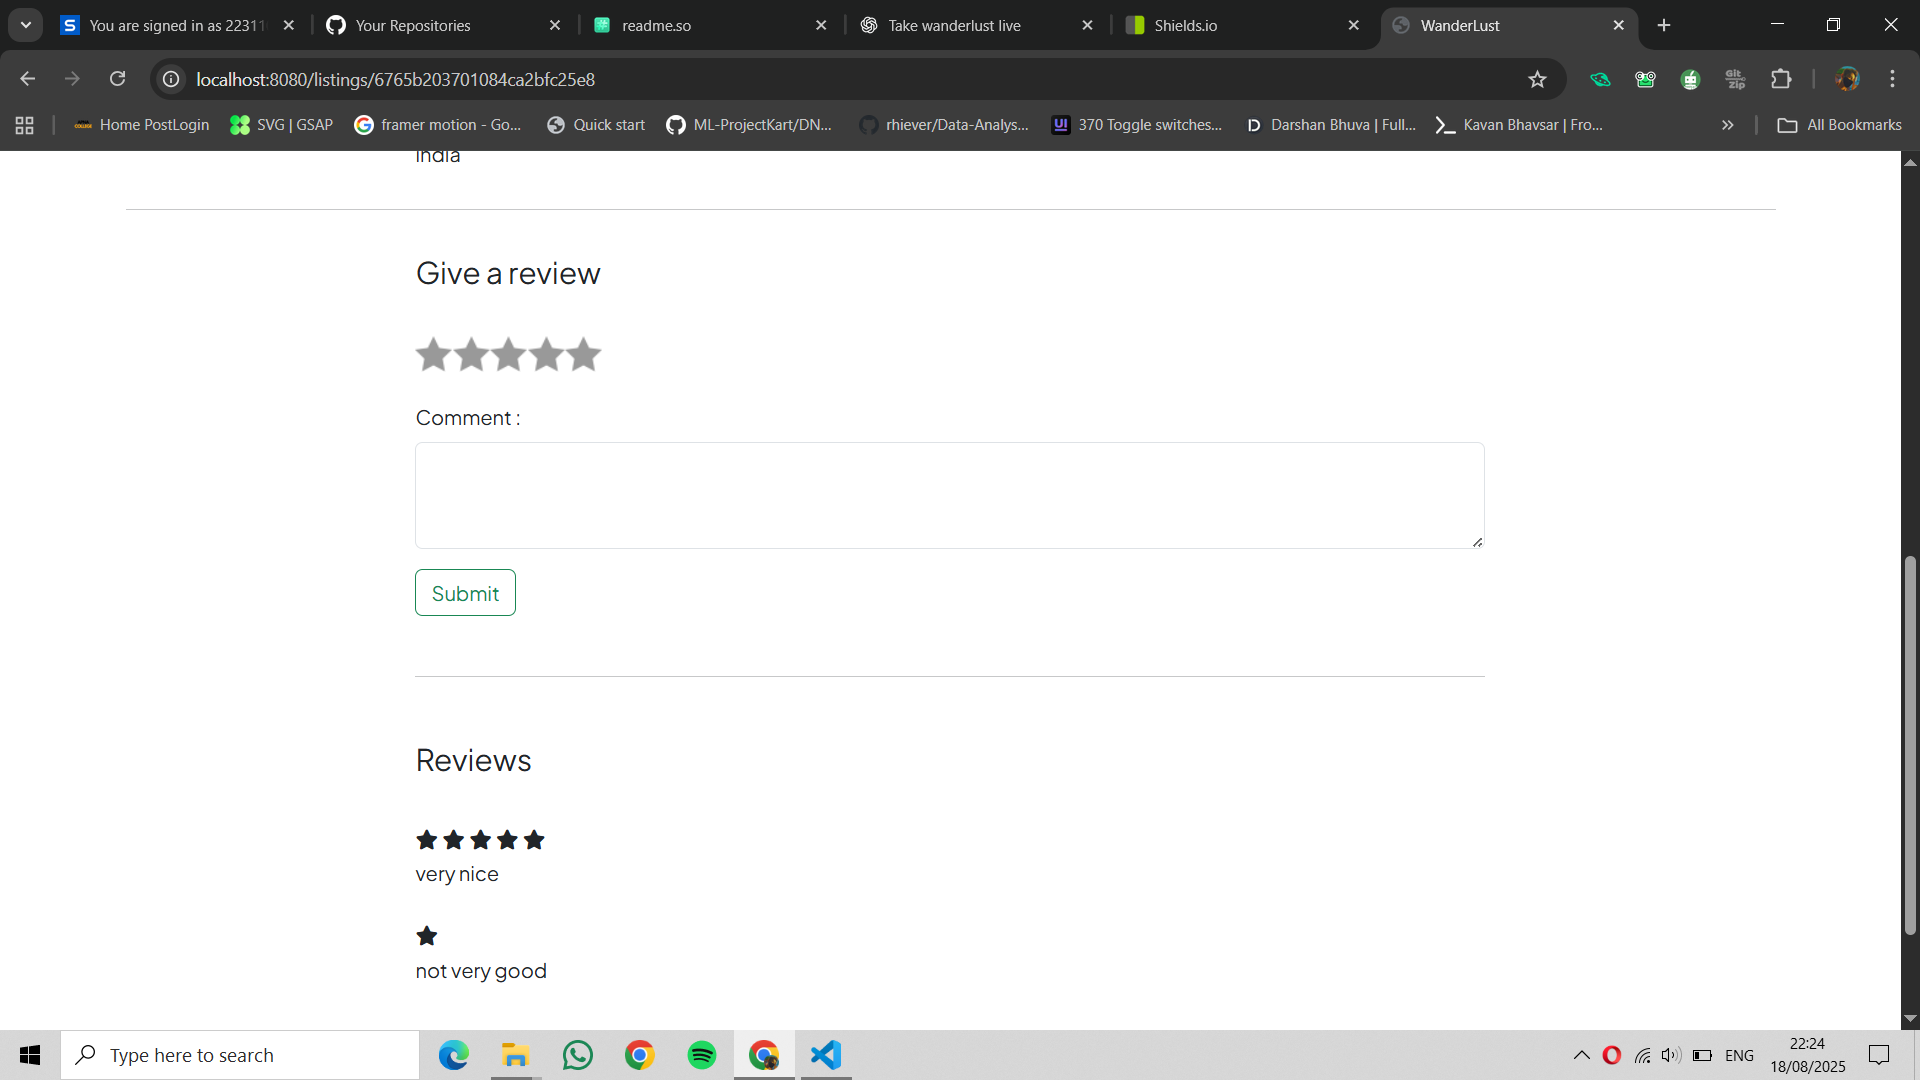 You are signed in as 22311
Your Repositories
readme.so
Take wanderlust live
Shields.io
WanderLust
localhost:8080/listings/6765b203701084ca2bfc25e8
Git
zip
Home PostLogin
SVG | GSAP
framer motion - Go...
Quick start
ML-ProjectKart/DN...
rhiever/Data-Analys...
370 Toggle switches...
Darshan Bhuva | Full...
Kavan Bhavsar | Fro...
All Bookmarks
India
Give a review
Comment :
Submit
Reviews
very nice
not very good
Type here to search
ENG
22:24
18/08/2025